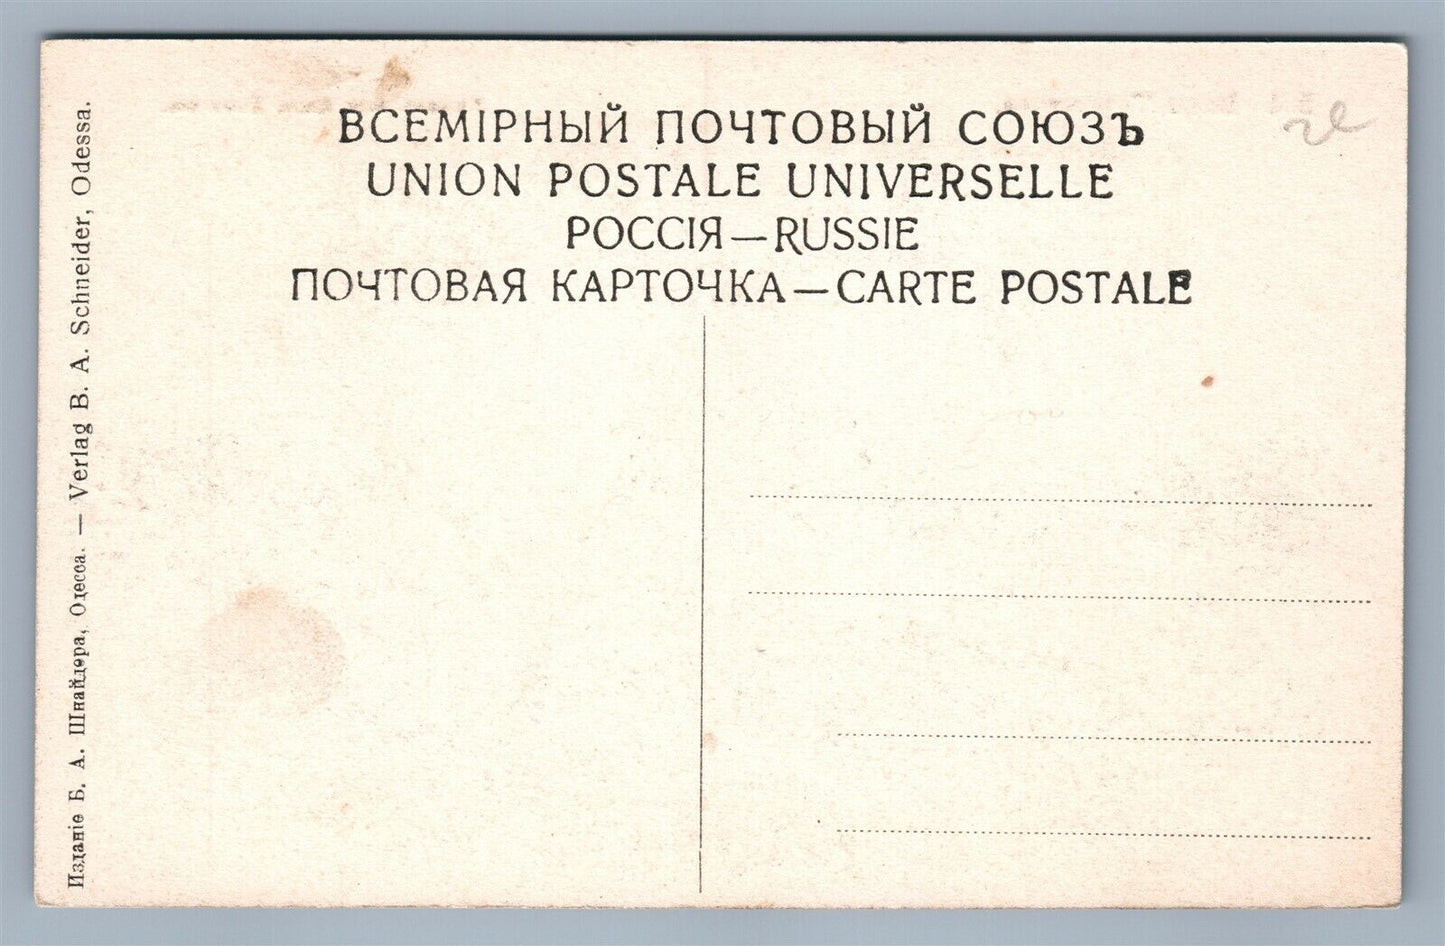 ВСЕМІРНЫЙ ПОЧТОВЫЙ СОЮЗЪ
UNION POSTALE UNIVERSELLE
РОССІЯ—RUSSIE
ПОЧТОВАЯ КАРТОЧКА—CARTE POSTALE
Изданіе Б. А. Шнайдера, Одесса. — Verlag B. A. Schneider, Odessa.